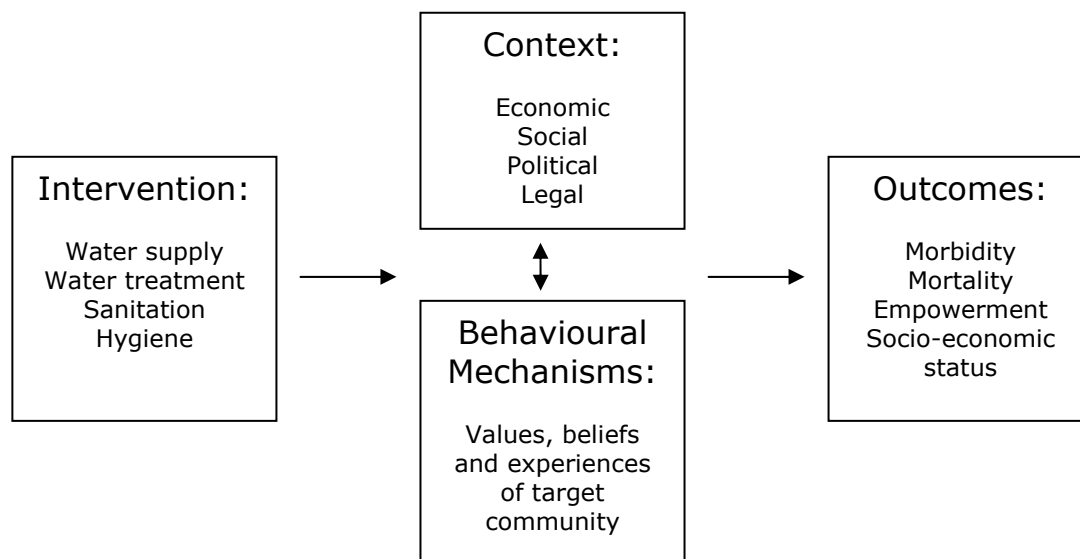 Context:
Economic
Social
Political
Legal
Intervention:
Water supply
Water treatment
Sanitation
Hygiene
Behavioural
Mechanisms:
Values, beliefs
and experiences
of target
community
Outcomes:
Morbidity
Mortality
Empowerment
Socio-economic
status